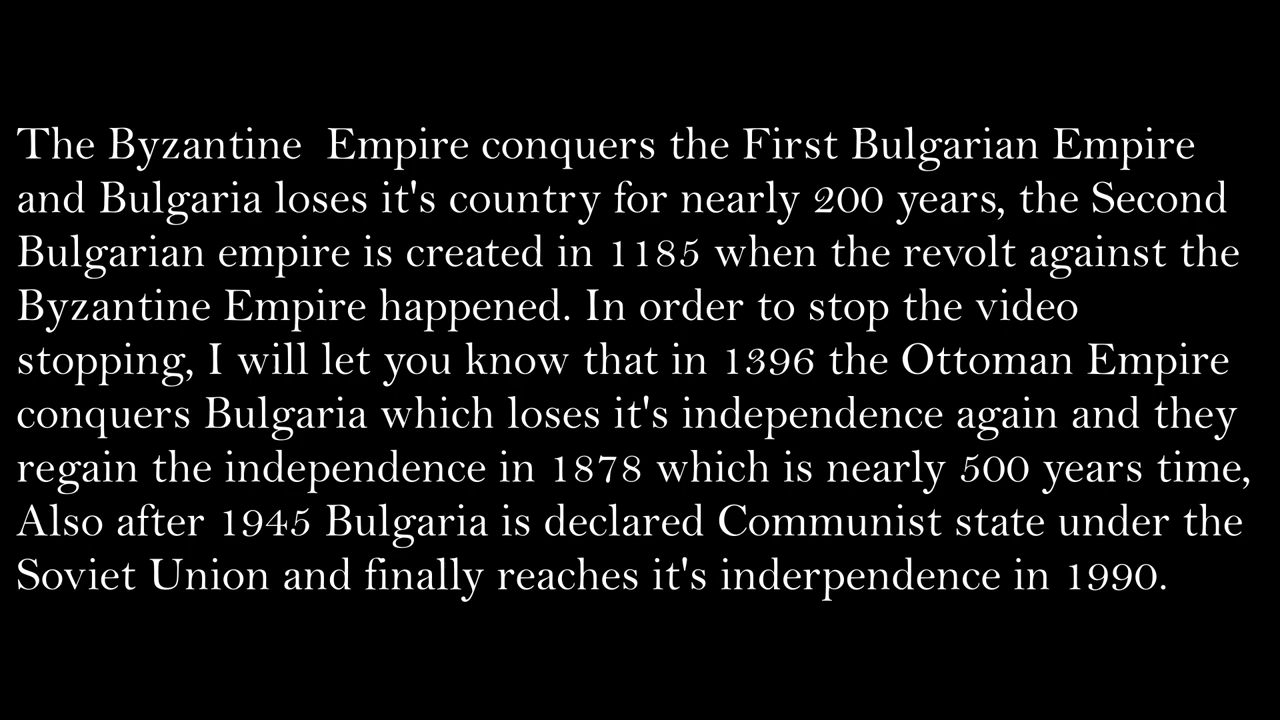 The Byzantine  Empire conquers the First Bulgarian Empire
and Bulgaria loses it's country for nearly 200 years, the Second
Bulgarian empire is created in 1185 when the revolt against the
Byzantine Empire happened. In order to stop the video
stopping, I will let you know that in 1396 the Ottoman Empire
conquers Bulgaria which loses it's independence again and they
regain the independence in 1878 which is nearly 500 years time,
Also after 1945 Bulgaria is declared Communist state under the
Soviet Union and finally reaches it's inderpendence in 1990.